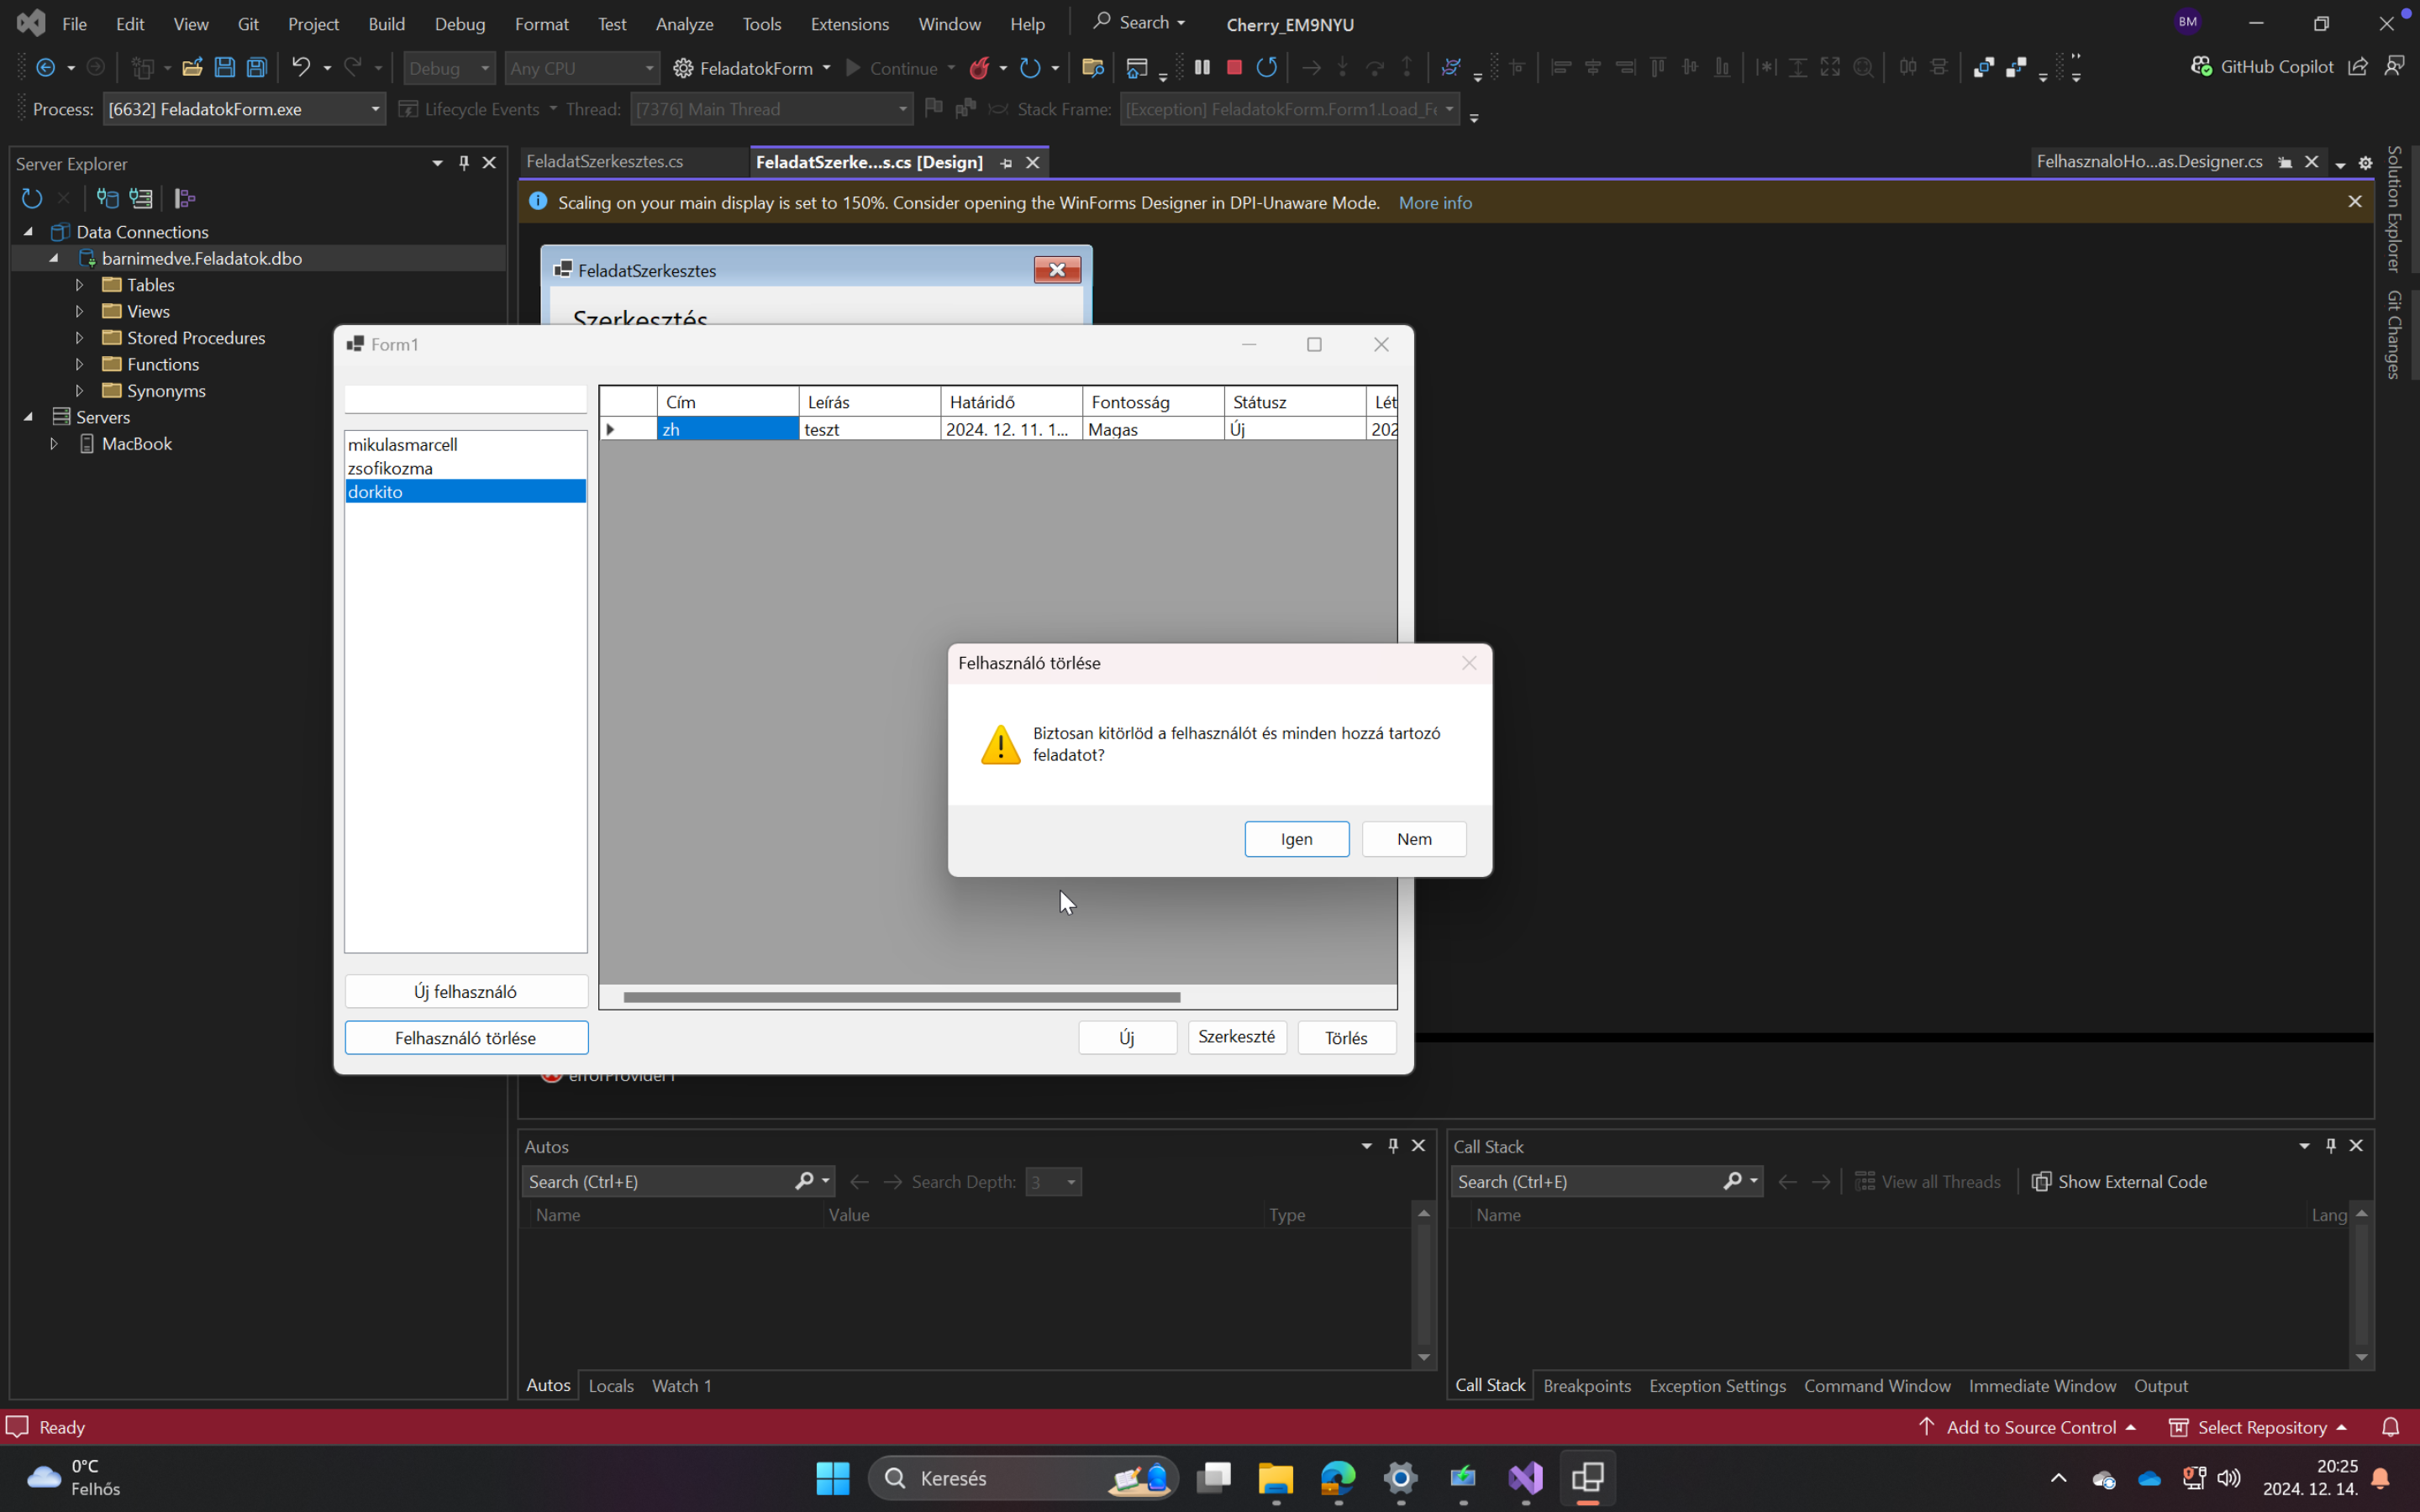 File Edit View Git Project Build Debug Format Test Analyze Tools Extensions Window Help Search Cherry_EM9NYU BM
Debug Any CPU FeladatokForm Continue GitHub Copilot
Process: [6632] FeladatokForm.exe Lifecycle Events Thread: [7376] Main Thread Stack Frame: [Exception] FeladatokForm.Form1.Load_Fe
Server Explorer
FeladatSzerkesztes.cs FeladatSzerke...s.cs [Design] FelhasznaloHo...as.Designer.cs
Solution Explorer
Git Changes
Scaling on your main display is set to 150%. Consider opening the WinForms Designer in DPI-Unaware Mode. More info
Data Connections
barnimedve.Feladatok.dbo
Tables
Views
Stored Procedures
Functions
Synonyms
Servers
MacBook
FeladatSzerkesztes
Szerkesztés
Form1
Cím Leírás Határidő Fontosság Státusz Lét
zh teszt 2024. 12. 11. 1... Magas Új 202
mikulasmarcell
zsofikozma
dorkito
Felhasználó törlése
Biztosan kitörlöd a felhasználót és minden hozzá tartozó
feladatot?
Igen Nem
Új felhasználó
Felhasználó törlése
Új Szerkeszté Törlés
errorProvider1
Autos
Search (Ctrl+E) Search Depth: 3
Name Value Type
Autos Locals Watch 1
Call Stack
Search (Ctrl+E) View all Threads Show External Code
Name Lang
Call Stack Breakpoints Exception Settings Command Window Immediate Window Output
Ready Add to Source Control Select Repository
0°C
Felhős
Keresés
20:25
2024. 12. 14.